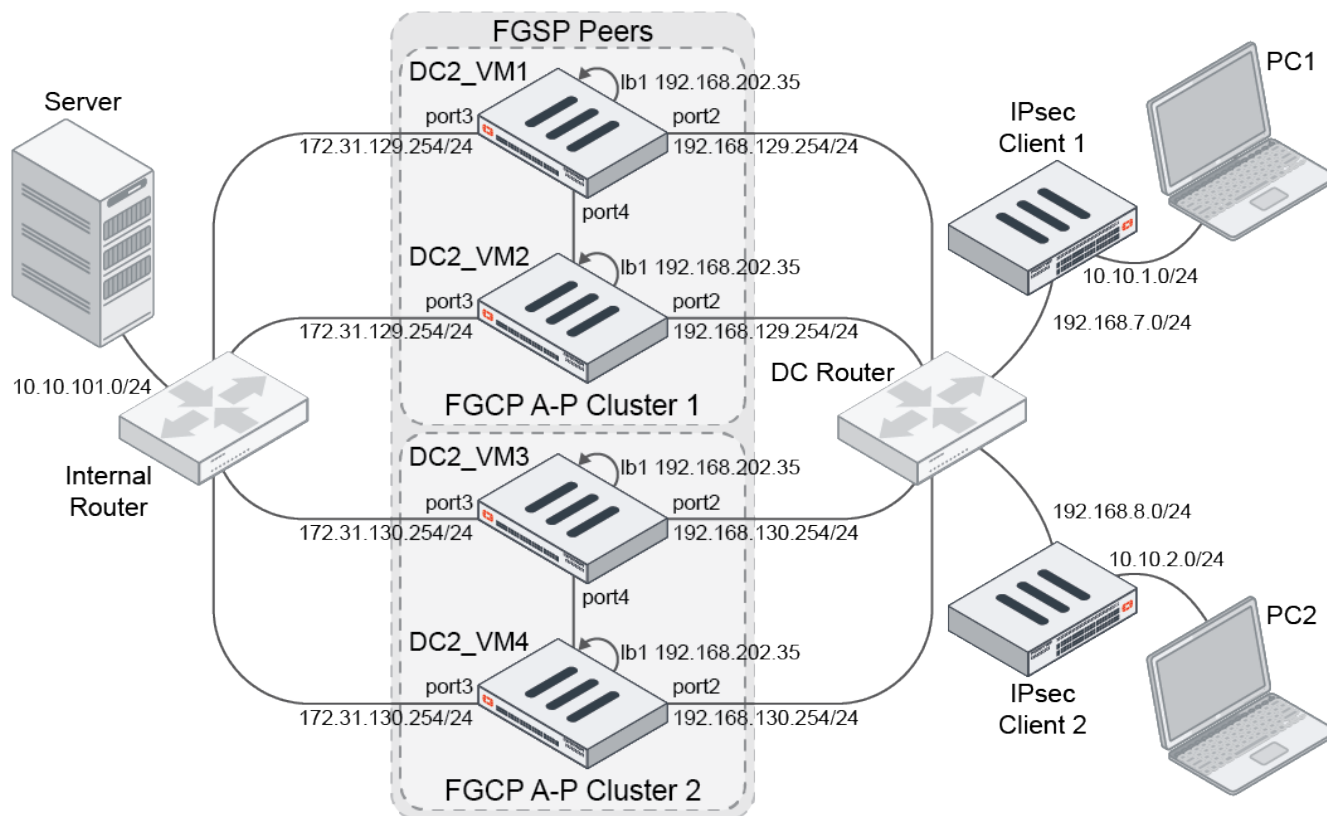 FGSP Peers
DC2_VM1
lb1 192.168.202.35
port3
port2
172.31.129.254/24
192.168.129.254/24
port4
DC2_VM2
lb1 192.168.202.35
port3
port2
172.31.129.254/24
192.168.129.254/24
FGCP A-P Cluster 1
DC2_VM3
lb1 192.168.202.35
port3
port2
172.31.130.254/24
192.168.130.254/24
port4
DC2_VM4
lb1 192.168.202.35
port3
port2
172.31.130.254/24
192.168.130.254/24
FGCP A-P Cluster 2
Server
10.10.101.0/24
Internal
Router
DC Router
IPsec
Client 1
PC1
10.10.1.0/24
192.168.7.0/24
192.168.8.0/24
10.10.2.0/24
IPsec
Client 2
PC2